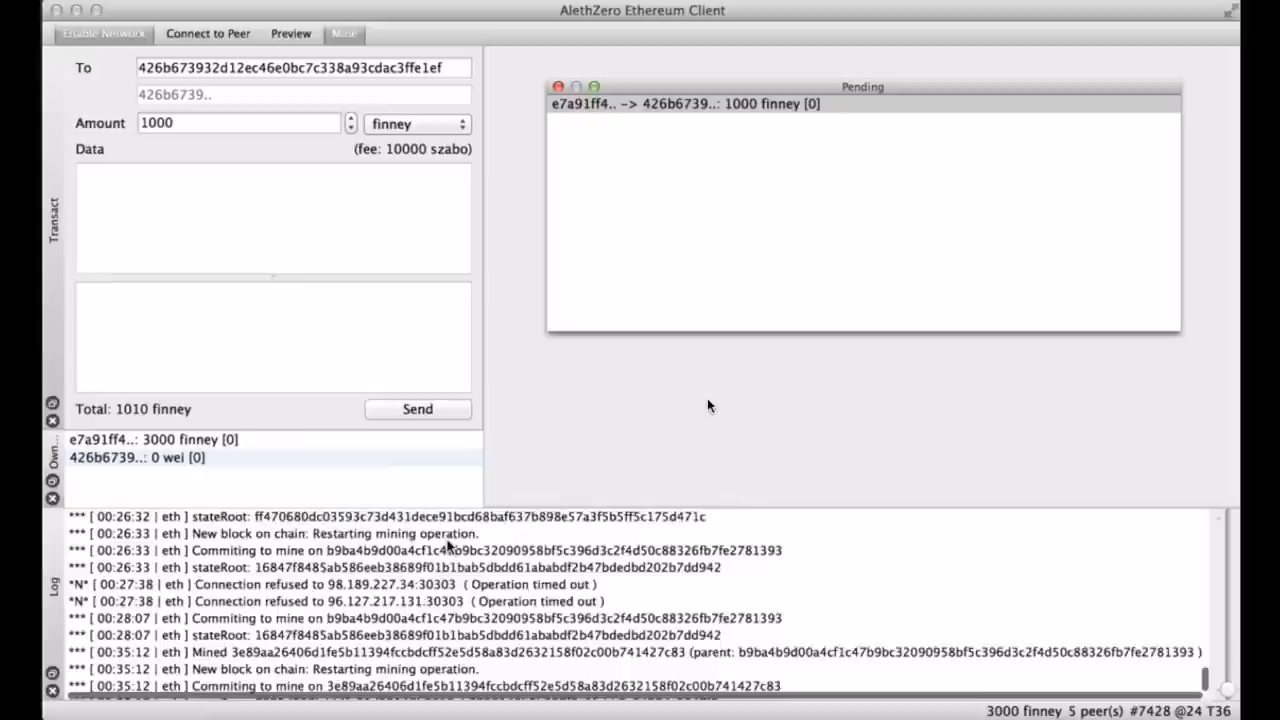 AlethZero Ethereum Client
Enable Network Connect to Peer Preview Mine
To 426b673932d12ec46e0bc7c338a93cdac3ffe1ef
426b6739..
Amount 1000 finney
Data (fee: 10000 szabo)
Transact
Total: 1010 finney Send
Pending
e7a91ff4.. -> 426b6739..: 1000 finney [0]
Own...
e7a91ff4..: 3000 finney [0]
426b6739..: 0 wei [0]
Log
*** [ 00:26:32 | eth ] stateRoot: ff470680dc03593c73d431dece91bcd68baf637b898e57a3f5b5ff5c175d471c
*** [ 00:26:33 | eth ] New block on chain: Restarting mining operation.
*** [ 00:26:33 | eth ] Commiting to mine on b9ba4b9d00a4cf1c47b9bc32090958bf5c396d3c2f4d50c88326fb7fe2781393
*** [ 00:26:33 | eth ] stateRoot: 16847f8485ab586eeb38689f01b1bab5dbdd61ababdf2b47bdedbd202b7dd942
*N* [ 00:27:38 | eth ] Connection refused to 98.189.227.34:30303 ( Operation timed out )
*N* [ 00:27:38 | eth ] Connection refused to 96.127.217.131:30303 ( Operation timed out )
*** [ 00:28:07 | eth ] Commiting to mine on b9ba4b9d00a4cf1c47b9bc32090958bf5c396d3c2f4d50c88326fb7fe2781393
*** [ 00:28:07 | eth ] stateRoot: 16847f8485ab586eeb38689f01b1bab5dbdd61ababdf2b47bdedbd202b7dd942
*** [ 00:35:12 | eth ] Mined 3e89aa26406d1fe5b11394fccbdcff52e5d58a83d2632158f02c00b741427c83 (parent: b9ba4b9d00a4cf1c47b9bc32090958bf5c396d3c2f4d50c88326fb7fe2781393 )
*** [ 00:35:12 | eth ] New block on chain: Restarting mining operation.
*** [ 00:35:12 | eth ] Commiting to mine on 3e89aa26406d1fe5b11394fccbdcff52e5d58a83d2632158f02c00b741427c83
3000 finney 5 peer(s) #7428 @24 T36